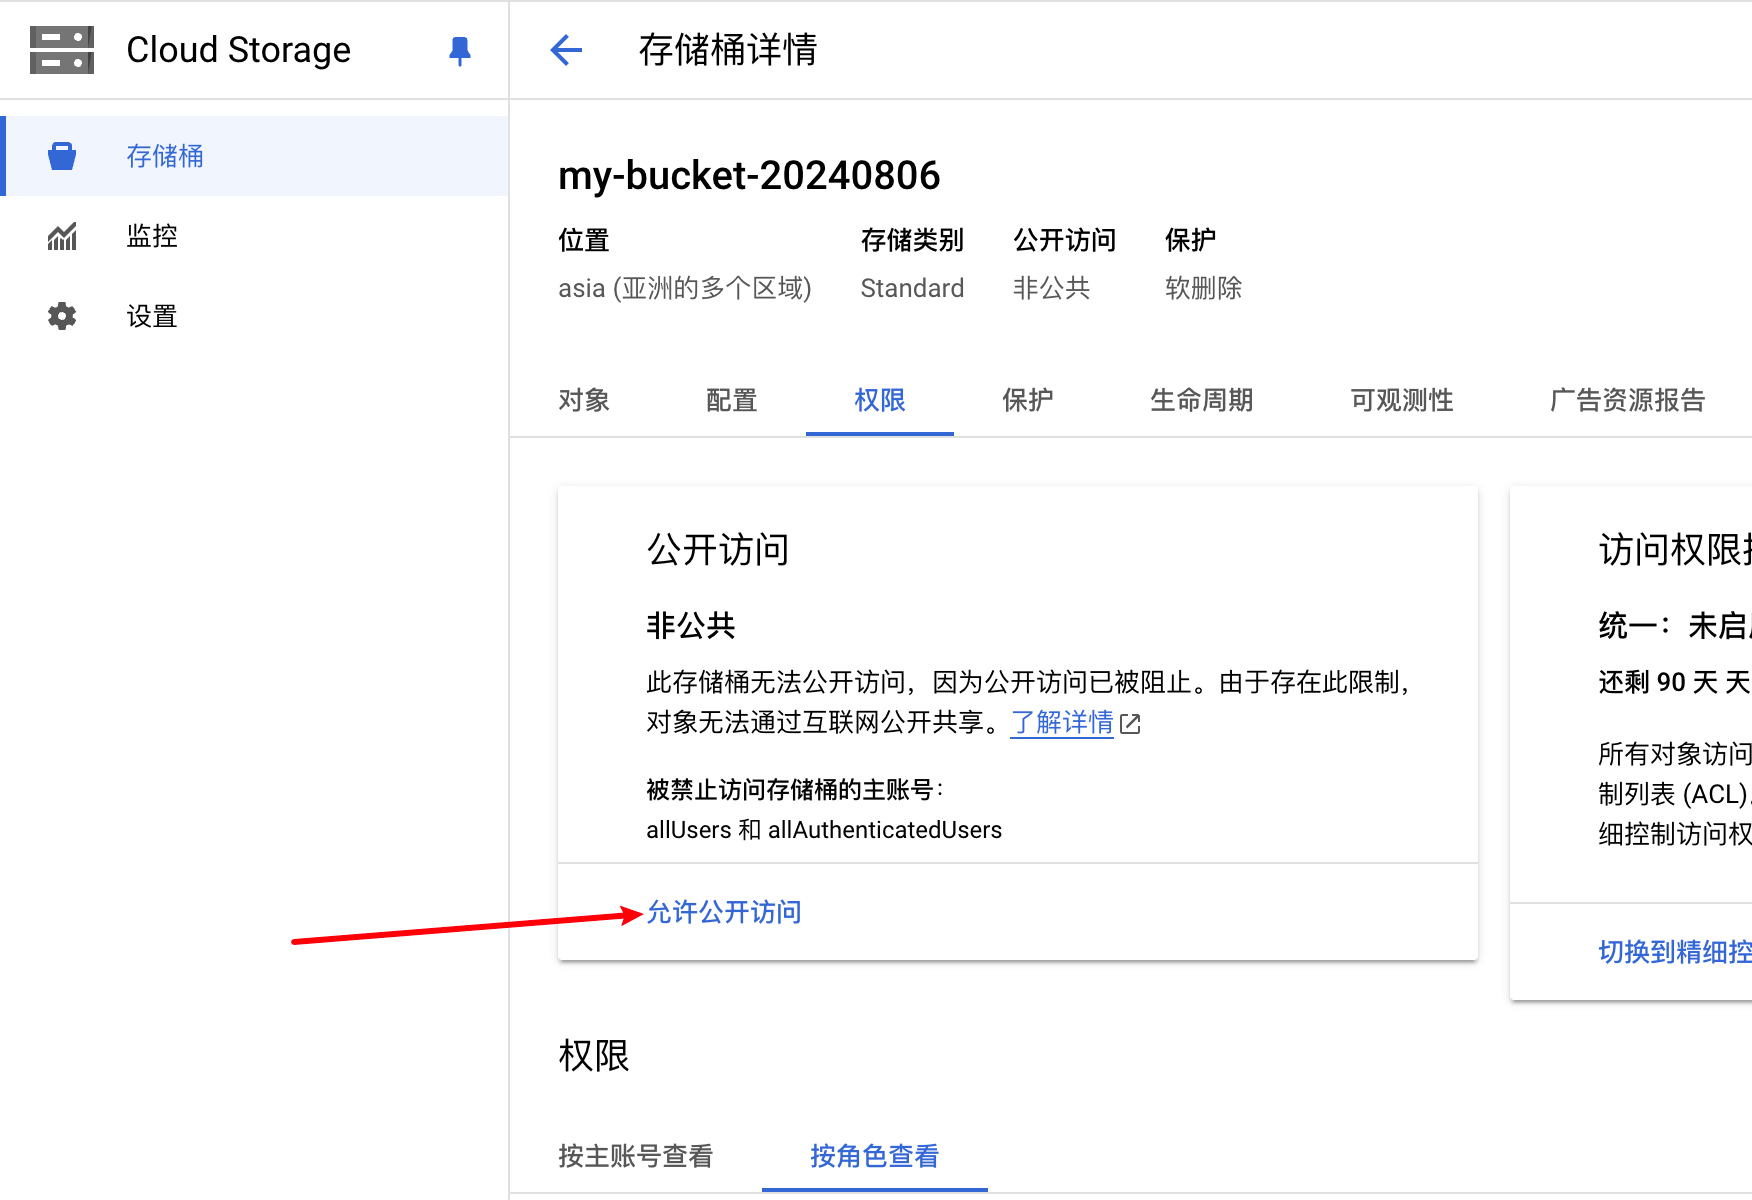 Cloud Storage
存储桶详情
存储桶
监控
设置
my-bucket-20240806
位置
存储类别
公开访问
保护
asia (亚洲的多个区域)
Standard
非公共
软删除
对象
配置
权限
保护
生命周期
可观测性
广告资源报告
公开访问
非公共
此存储桶无法公开访问，因为公开访问已被阻止。由于存在此限制，
对象无法通过互联网公开共享。了解详情
被禁止访问存储桶的主账号：
allUsers 和 allAuthenticatedUsers
允许公开访问
访问权限
统一：未启
还剩 90 天 天
所有对象访问
制列表 (ACL)
细控制访问权
切换到精细控
权限
按主账号查看
按角色查看